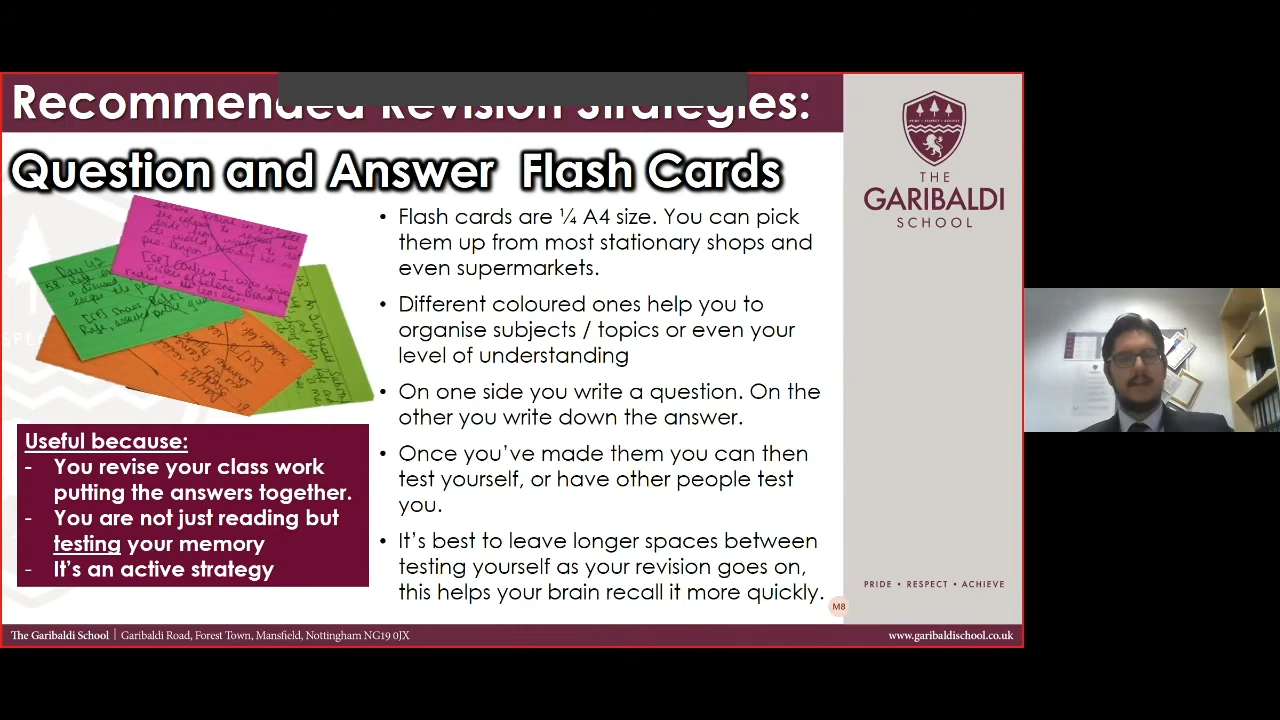 Recommended Revision Strategies:
Question and Answer Flash Cards
• Flash cards are ¼ A4 size. You can pick
them up from most stationary shops and
even supermarkets.
• Different coloured ones help you to
organise subjects / topics or even your
level of understanding
• On one side you write a question. On the
other you write down the answer.
• Once you've made them you can then
test yourself, or have other people test
you.
• It's best to leave longer spaces between
testing yourself as your revision goes on,
this helps your brain recall it more quickly.
Day 42
Useful because:
- You revise your class work
putting the answers together.
- You are not just reading but
testing your memory
- It's an active strategy
PRIDE • RESPECT • ACHIEVE
THE
GARIBALDI
SCHOOL
PRIDE • RESPECT • ACHIEVE
M8
The Garibaldi School | Garibaldi Road, Forest Town, Mansfield, Nottingham NG19 0JX
www.garibaldischool.co.uk